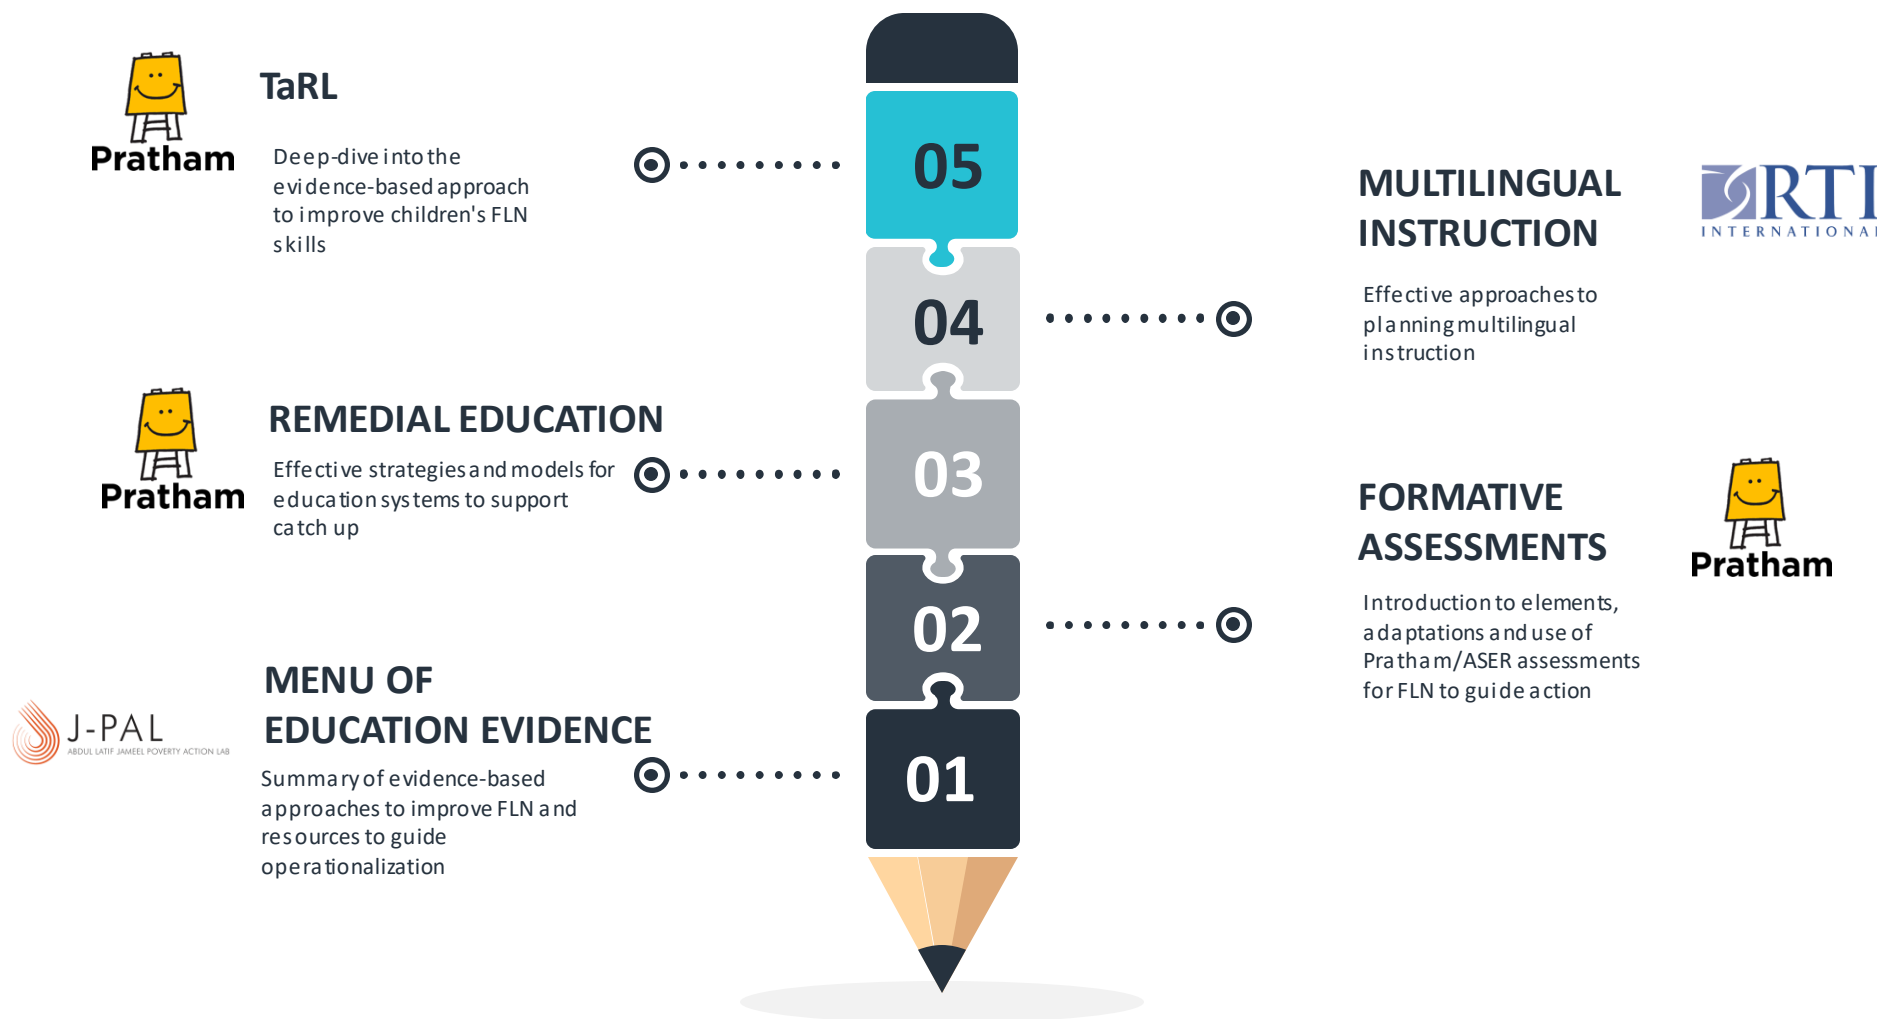 Pratham
TaRL
Deep-dive into the
evidence-based approach
to improve children's FLN
skills
05
MULTILINGUAL
INSTRUCTION
RTI
INTERNATIONAL
Effective approaches to
planning multilingual
instruction
04
Pratham
REMEDIAL EDUCATION
Effective strategies and models for
education systems to support
catch up
03
FORMATIVE
ASSESSMENTS
Pratham
Introduction to elements,
adaptations and use of
Pratham/ASER assessments
for FLN to guide action
02
J-PAL
ABDUL LATIF JAMEEL POVERTY ACTION LAB
MENU OF
EDUCATION EVIDENCE
Summary of evidence-based
approaches to improve FLN and
resources to guide
operationalization
01